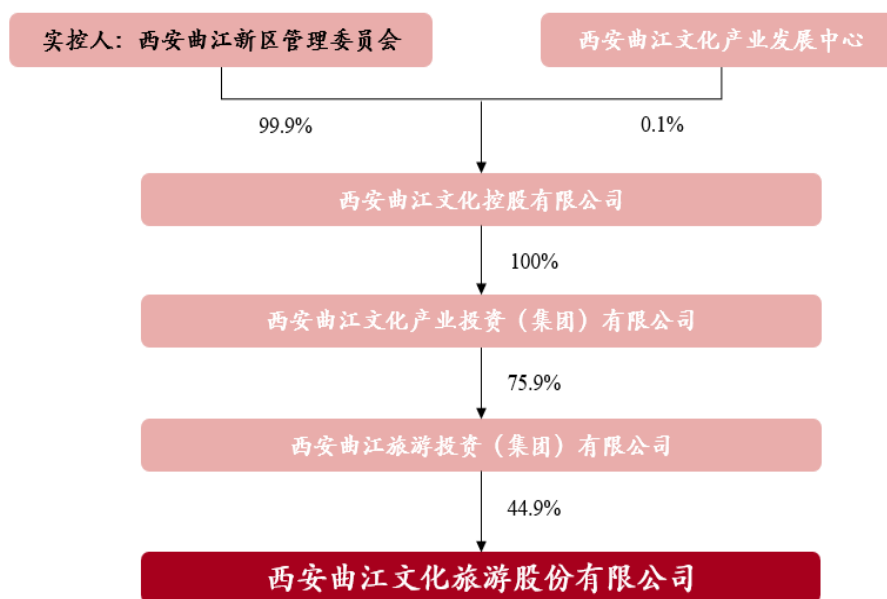 实控人：西安曲江新区管理委员会
西安曲江文化产业发展中心
99.9%
0.1%
西安曲江文化控股有限公司
100%
西安曲江文化产业投资（集团）有限公司
75.9%
西安曲江旅游投资（集团）有限公司
44.9%
西安曲江文化旅游股份有限公司